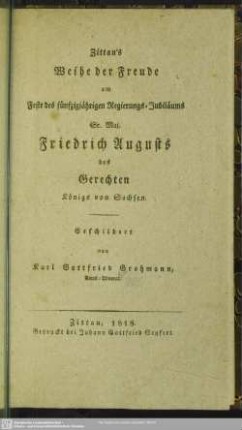 Zittau's
Weihe der Freude
am
Feste des fünfzigjährigen Regierungs-Jubiläums
Sr. Maj.
Friedrich Augusts
des
Gerechten
Königs von Sachsen.
Geschildert
von
Karl Gottfried Grohmann,
Zittau, 1818.
Gedruckt bei Johann Gottfried Seyfert.